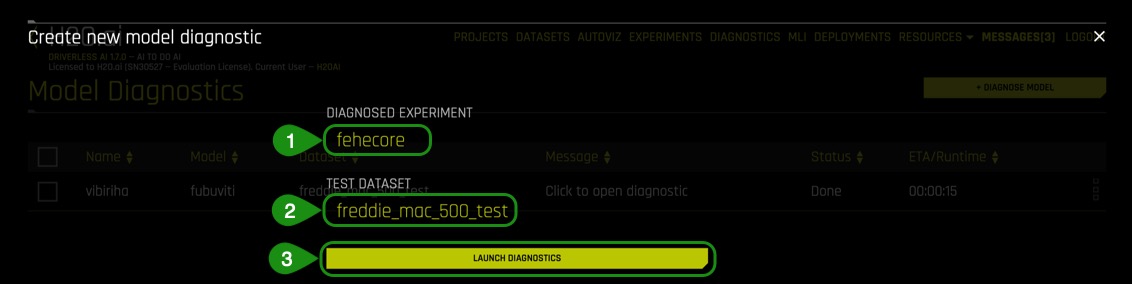 Create new model diagnostic
H2O.ai
PROJECTS DATASETS AUTOVIZ EXPERIMENTS DIAGNOSTICS MLI DEPLOYMENTS RESOURCES MESSAGES[3] LOGO
DRIVERLESS AI 1.7.0 – AI TO DO AI
Licensed to H2O.ai (SN30527 – Evaluation License). Current User – H2OAI
Model Diagnostics
+ DIAGNOSE MODEL
DIAGNOSED EXPERIMENT
1 fehecore
Name Model Dataset Message Status ETA/Runtime
TEST DATASET
vibiriha fubuviti freddie_mac_500_test Click to open diagnostic Done 00:00:15
2 freddie_mac_500_test
3 LAUNCH DIAGNOSTICS